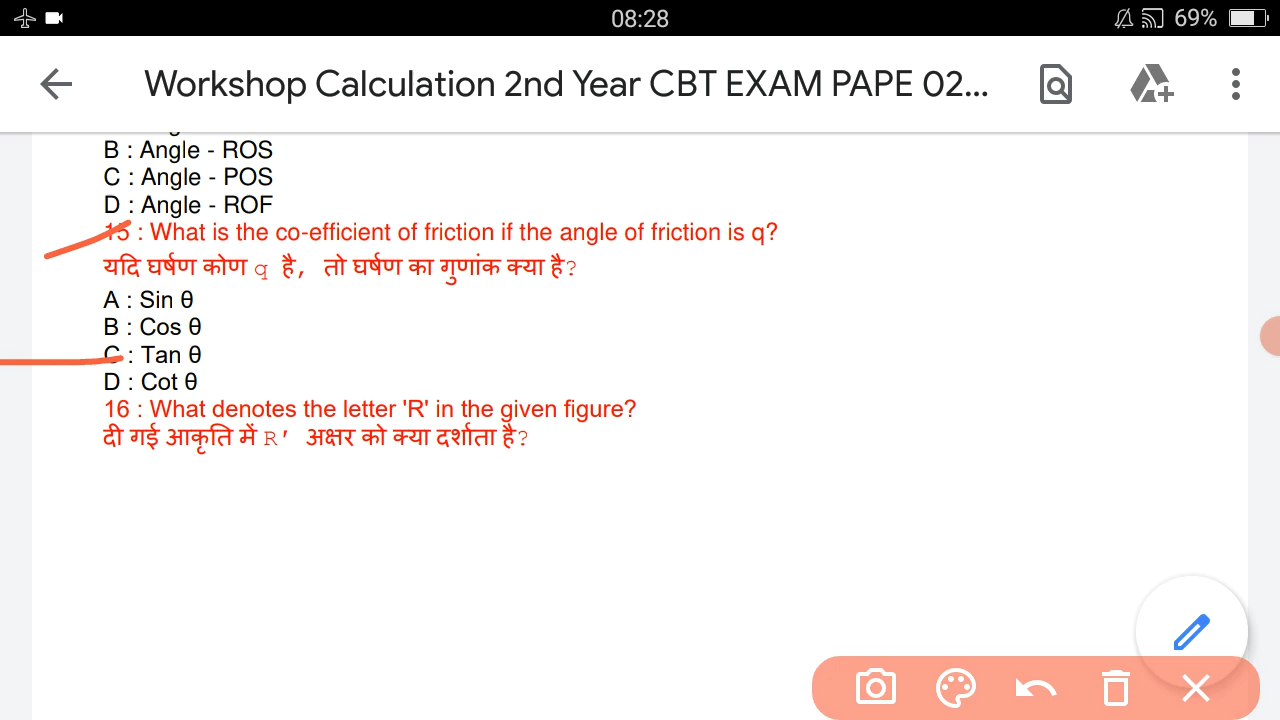 08:28
69%
Workshop Calculation 2nd Year CBT EXAM PAPE 02...
B : Angle - ROS
C : Angle - POS
D : Angle - ROF
15 : What is the co-efficient of friction if the angle of friction is q?
यदि घर्षण कोण q है, तो घर्षण का गुणांक क्या है?
A : Sin θ
B : Cos θ
C : Tan θ
D : Cot θ
16 : What denotes the letter 'R' in the given figure?
दी गई आकृति में R' अक्षर को क्या दर्शाता है?